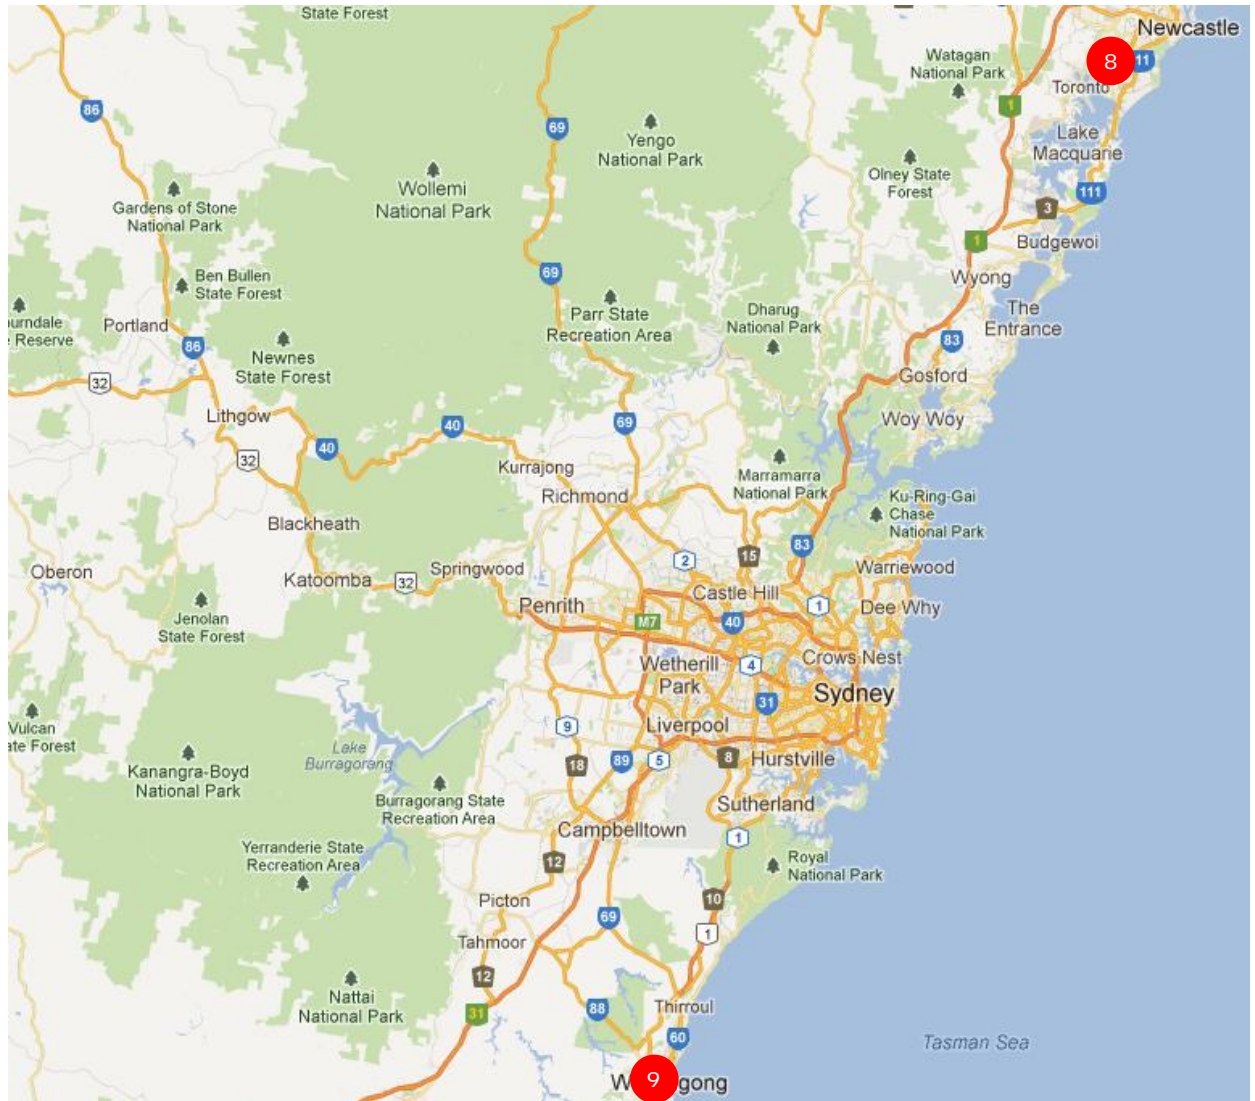 State Forest
Newcastle
8
111
Watagan
National Park
Toronto
86
1
69
Yengo
National Park
Lake
Macquarie
Olney State
Forest
Wollemi
National Park
111
3
Gardens of Stone
National Park
1
Budgewoi
69
Wyong
Ben Bullen
State Forest
Parr State
Recreation Area
Dharug
National Park
The
Entrance
Portland
86
83
Newnes
State Forest
32
Gosford
Lithgow
69
Woy Woy
40
40
32
Kurrajong
Marramarra
National Park
Richmond
Ku-Ring-Gai
Chase
National Park
Blackheath
83
15
2
Warriewood
Oberon
Katoomba
32
Springwood
Castle Hill
1
Dee Why
Penrith
Jenolan
State Forest
M7
40
Wetherill
Park
4
Crows Nest
Sydney
31
Vulcan
9
Liverpool
Lake
Burragorang
Kanangra-Boyd
National Park
18
89
5
8
Hurstville
Burragorang State
Recreation Area
Sutherland
Campbelltown
1
Yerranderie State
Recreation Area
12
Royal
National Park
Picton
10
69
1
Tahmoor
12
Nattai
National Park
31
88
Thirroul
60
Tasman Sea
9
gong